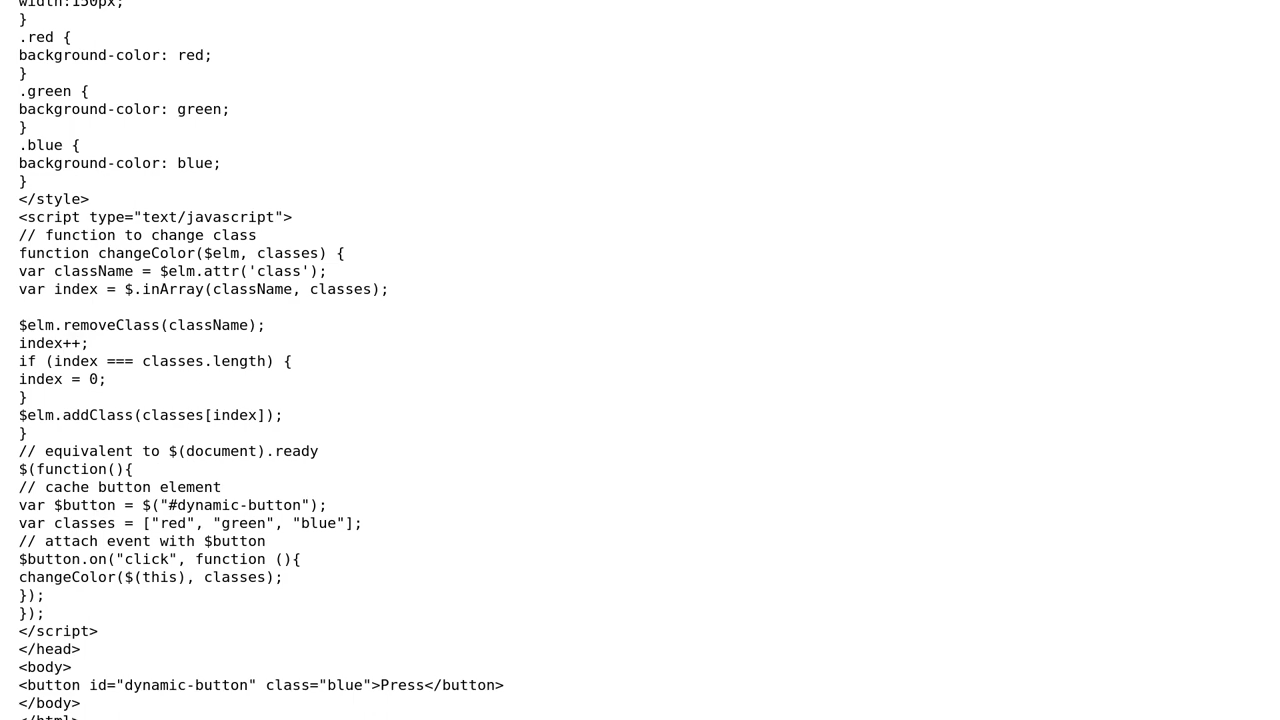 width:150px;
}
.red {
background-color: red;
}
.green {
background-color: green;
}
.blue {
background-color: blue;
}
</style>
<script type="text/javascript">
// function to change class
function changeColor($elm, classes) {
var className = $elm.attr('class');
var index = $.inArray(className, classes);

$elm.removeClass(className);
index++;
if (index === classes.length) {
index = 0;
}
$elm.addClass(classes[index]);
}
// equivalent to $(document).ready
$(function(){
// cache button element
var $button = $("#dynamic-button");
var classes = ["red", "green", "blue"];
// attach event with $button
$button.on("click", function (){
changeColor($(this), classes);
});
});
</script>
</head>
<body>
<button id="dynamic-button" class="blue">Press</button>
</body>
</html>